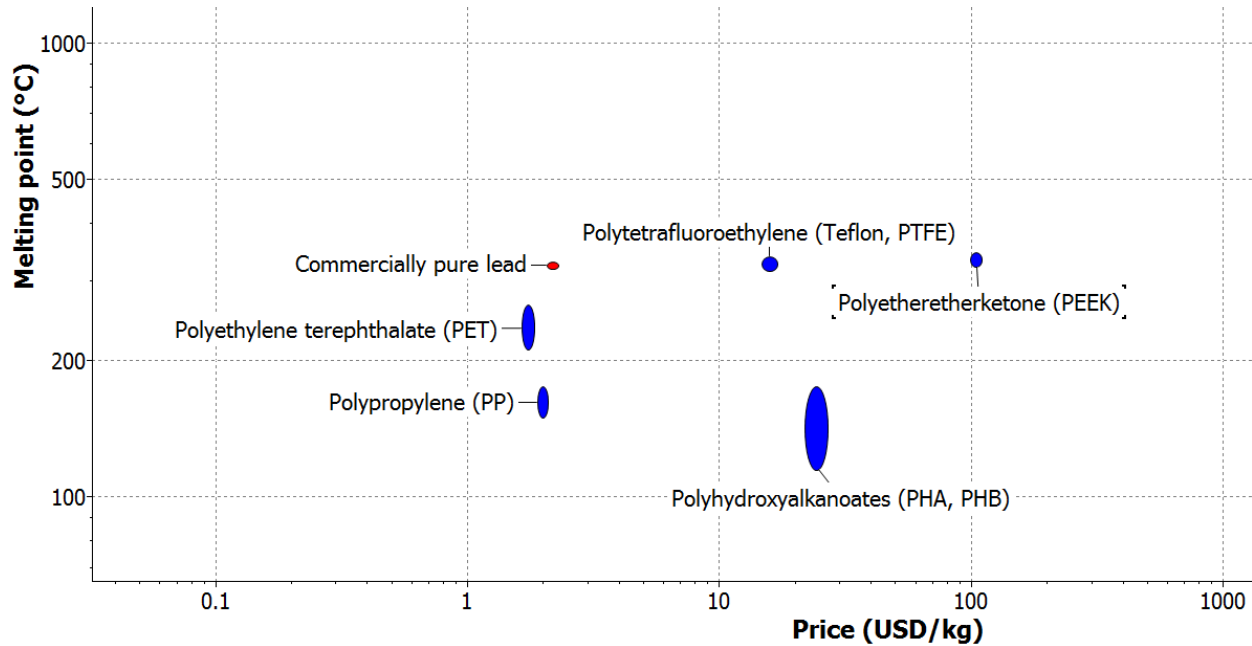 1000
Melting point (°C)
500
200
100
Polytetrafluoroethylene (Teflon, PTFE)
Commercially pure lead
Polyetheretherketone (PEEK)
Polyethylene terephthalate (PET)
Polypropylene (PP)
Polyhydroxyalkanoates (PHA, PHB)
0.1
1
10
100
1000
Price (USD/kg)